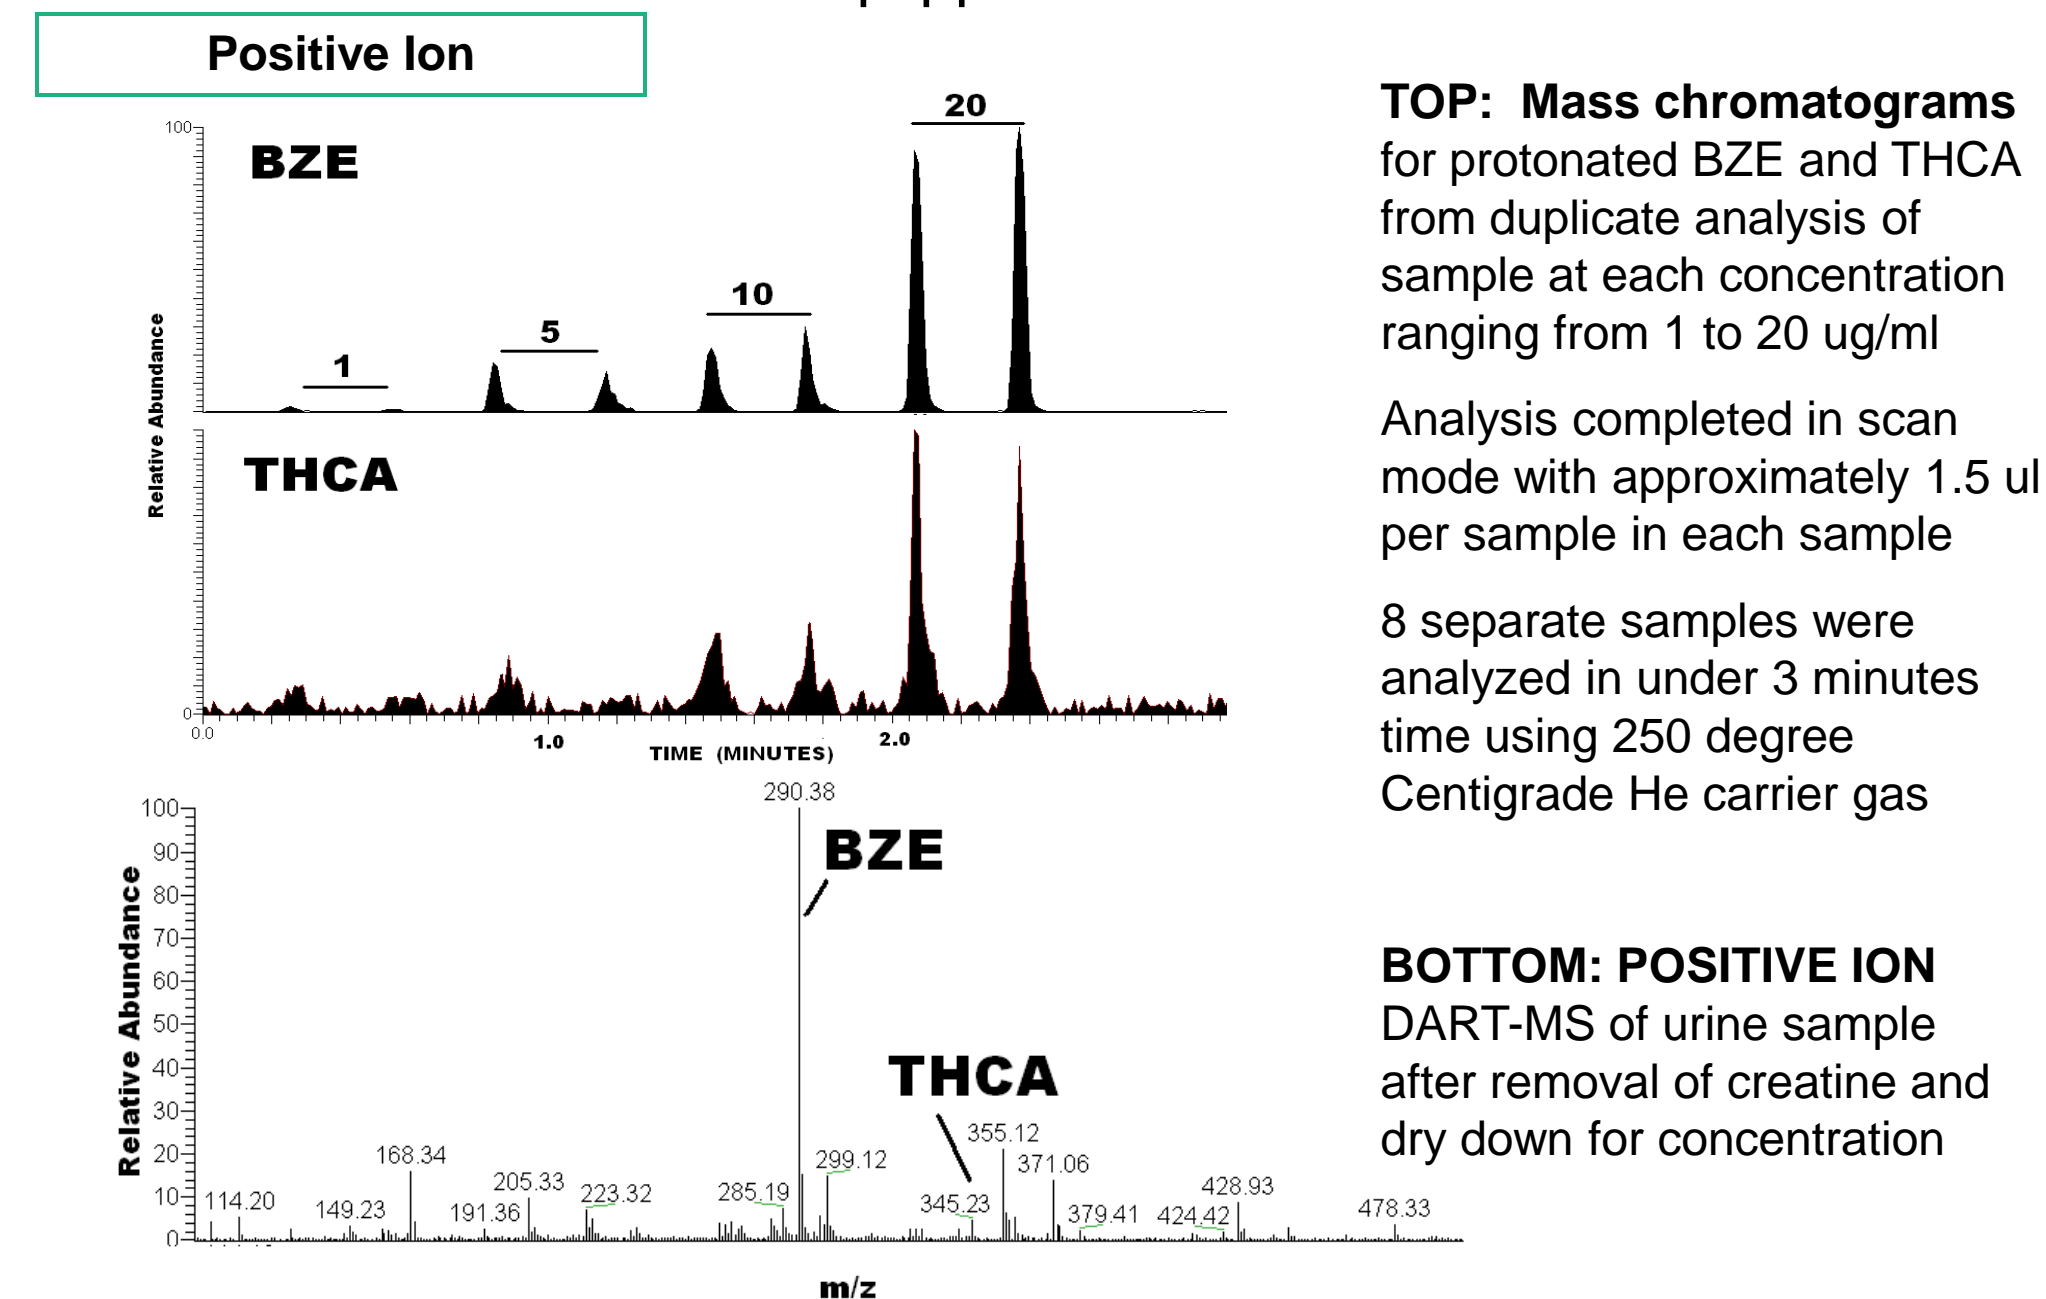 Positive Ion
TOP: Mass chromatograms
for protonated BZE and THCA
from duplicate analysis of
sample at each concentration
ranging from 1 to 20 ug/ml
Analysis completed in scan
mode with approximately 1.5 ul
per sample in each sample
8 separate samples were
analyzed in under 3 minutes
time using 250 degree
Centigrade He carrier gas
BOTTOM: POSITIVE ION
DART-MS of urine sample
after removal of creatine and
dry down for concentration
100
BZE
1
5
10
20
Relative Abundance
THCA
0
0.0
1.0
2.0
TIME (MINUTES)
100
90
80
70
60
50
40
30
20
10
0
Relative Abundance
290.38
BZE
THCA
114.20
149.23
168.34
191.36
205.33
223.32
285.19
299.12
345.23
355.12
371.06
379.41
424.42
428.93
478.33
m/z